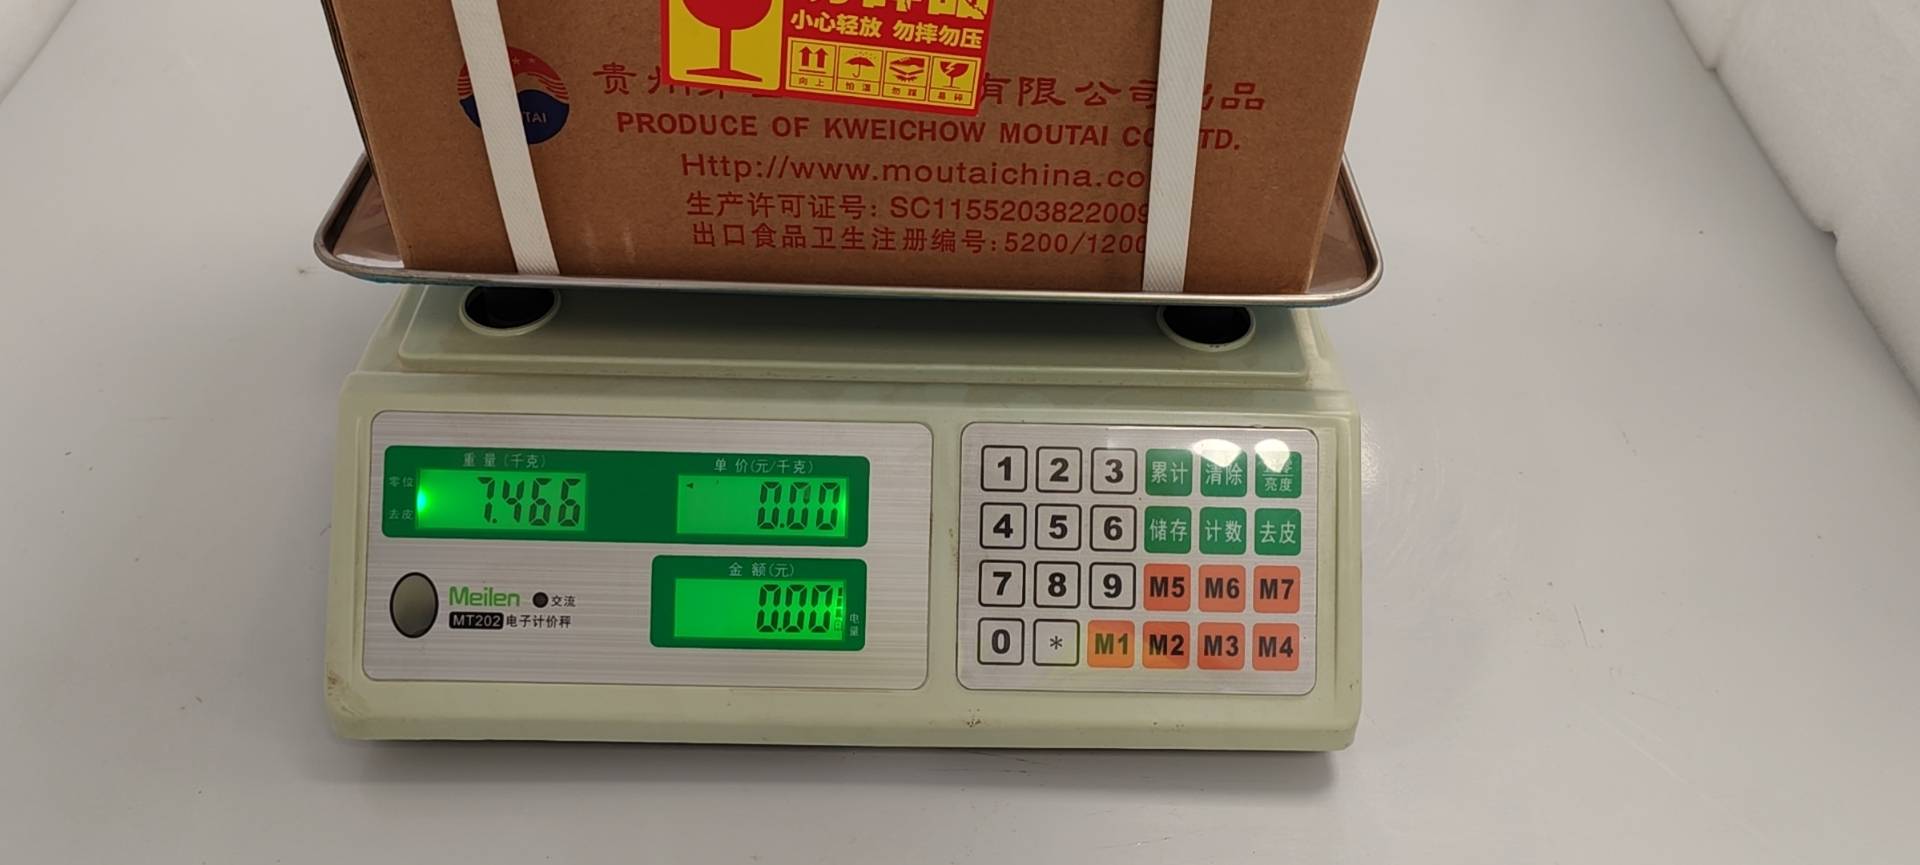 小心轻放 勿摔勿压
向上 怕湿 勿踩 易碎
贵州 有限公司出品
TAI
PRODUCE OF KWEICHOW MOUTAI CO TD.
Http://www.moutaichina.co
生产许可证号: SC1155203822009
出口食品卫生注册编号:5200/1200
重量(千克) 单价(元/千克)
零位
去皮
7.466 0.00
金额(元)
0.00
电量
Meilen 交流
MT202 电子计价秤
1 2 3 累计 清除 亮度
4 5 6 储存 计数 去皮
7 8 9 M5 M6 M7
0 * M1 M2 M3 M4